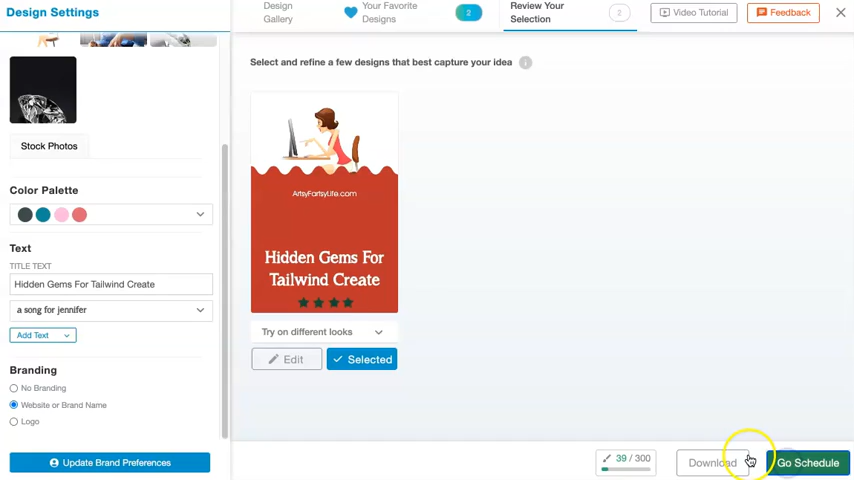 Design Settings
Stock Photos
Color Palette
Text
TITLE TEXT
Hidden Gems For Tailwind Create
a song for jennifer
Add Text
Branding
No Branding
Website or Brand Name
Logo
Update Brand Preferences
Design
Gallery
Your Favorite
Designs
2
Review Your
Selection
2
Video Tutorial
Feedback
Select and refine a few designs that best capture your idea
ArtsyFartsyLife.com
Hidden Gems For
Tailwind Create
Try on different looks
Edit
Selected
39 / 300
Download
Go Schedule